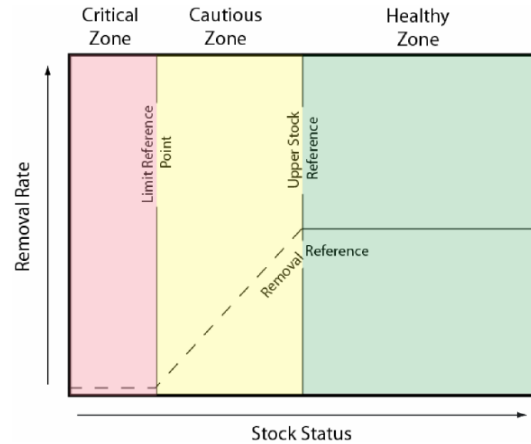 Critical
Zone
Cautious
Zone
Healthy
Zone
Removal Rate
Limit Reference
Point
Upper Stock
Reference
Removal Reference
Stock Status